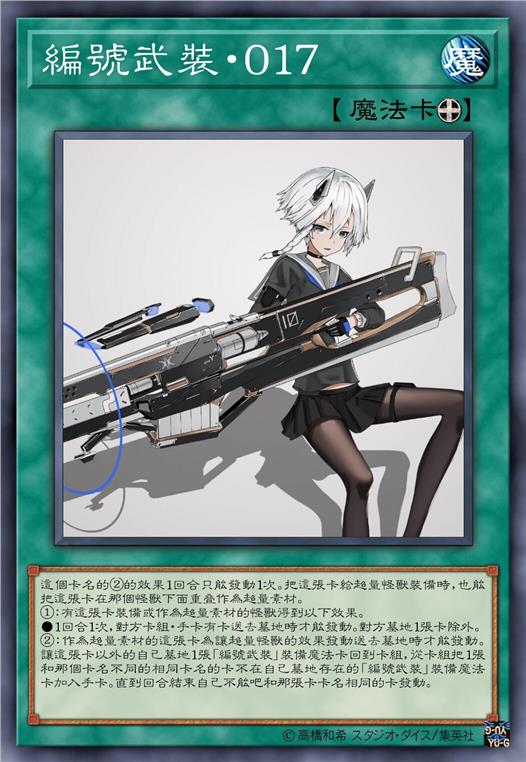 編號武裝・017
魔
【魔法卡】
10
這個卡名的②的效果1回合只能發動1次。把這張卡給超量怪獸裝備時，也能
把這張卡在那個怪獸下面重疊作為超量素材。
①：有這張卡裝備或作為超量素材的怪獸得到以下效果。
●1回合1次，對方卡組・手卡有卡送去墓地時才能發動。對方墓地1張卡除外。
②：作為超量素材的這張卡為讓超量怪獸的效果發動送去墓地時才能發動。
讓這張卡以外的自己墓地1張「編號武裝」裝備魔法卡回到卡組，從卡組把1張
和那個卡名不同的相同卡名的卡不在自己墓地存在的「編號武裝」裝備魔法
卡加入手卡。直到回合結束自己不能吧和那張卡卡名相同的卡發動。
©高橋和希 スタジオ・ダイス/集英社
YU-G